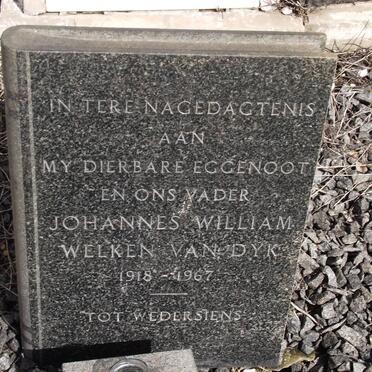 IN TERE NAGEDAGTENIS
AAN
MY DIERBARE EGGENOOT
EN ONS VADER
JOHANNES WILLIAM
WELKEN VAN DYK
1918 - 1967
TOT WEDERSIENS